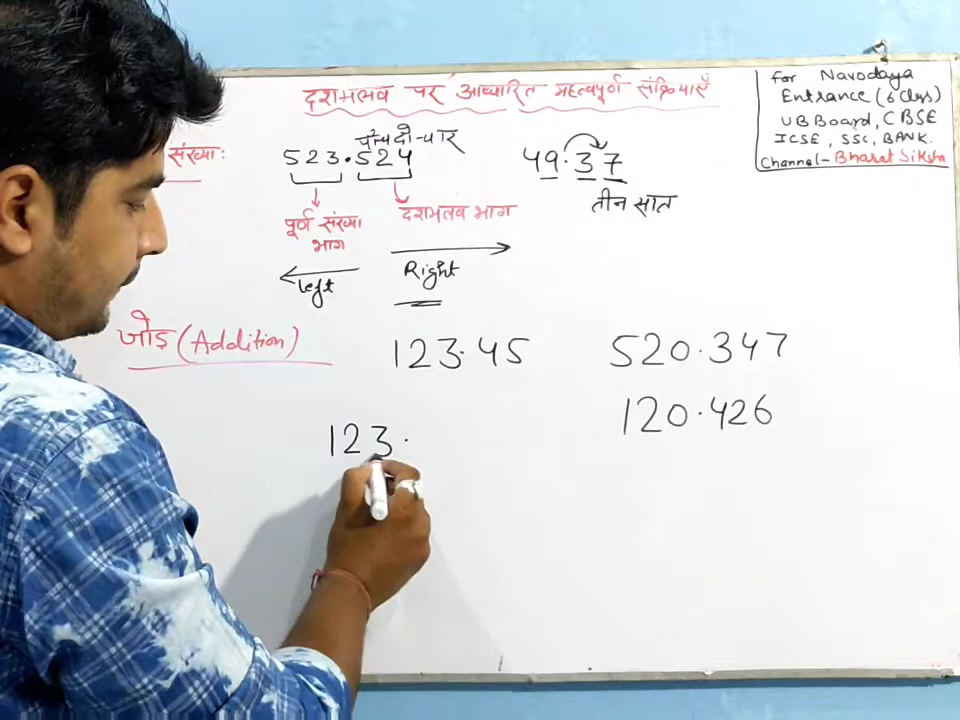 दशमलव पर आधारित महत्वपूर्ण संक्रियाएँ
for Navodaya
Entrance (6 Class)
UB Board, CBSE
ICSE, SSC, BANK.
Channel- Bharat Siksha
संख्या:
पाँच दो चार
523.524
पूर्ण संख्या
भाग
दशमलव भाग
Left
Right
49.37
तीन सात
जोड़ (Addition)
123.45
520.347
120.426
123.